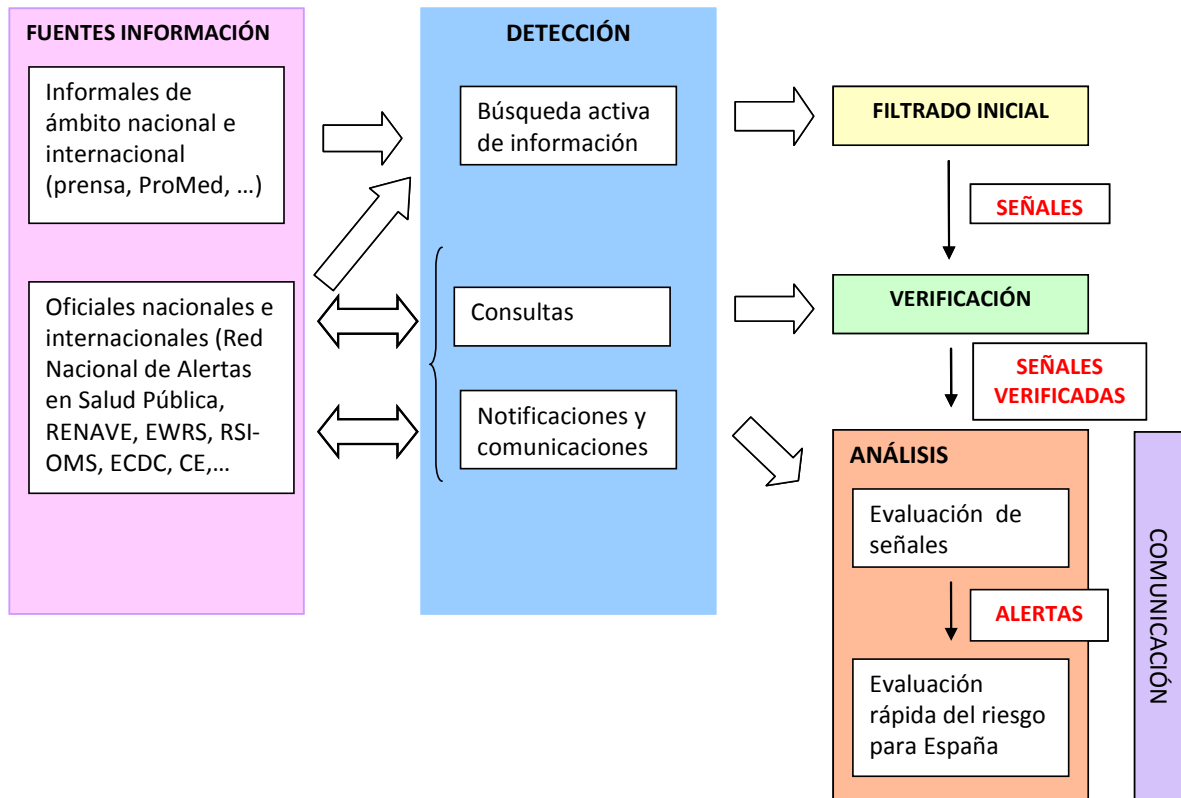 FUENTES INFORMACIÓN
Informales de
ámbito nacional e
internacional
(prensa, ProMed, …)
Oficiales nacionales e
internacionales (Red
Nacional de Alertas
en Salud Pública,
RENAVE, EWRS, RSI-
OMS, ECDC, CE,…
DETECCIÓN
Búsqueda activa
de información
Consultas
Notificaciones y
comunicaciones
FILTRADO INICIAL
SEÑALES
VERIFICACIÓN
SEÑALES
VERIFICADAS
ANÁLISIS
Evaluación de
señales
ALERTAS
Evaluación
rápida del riesgo
para España
COMUNICACIÓN